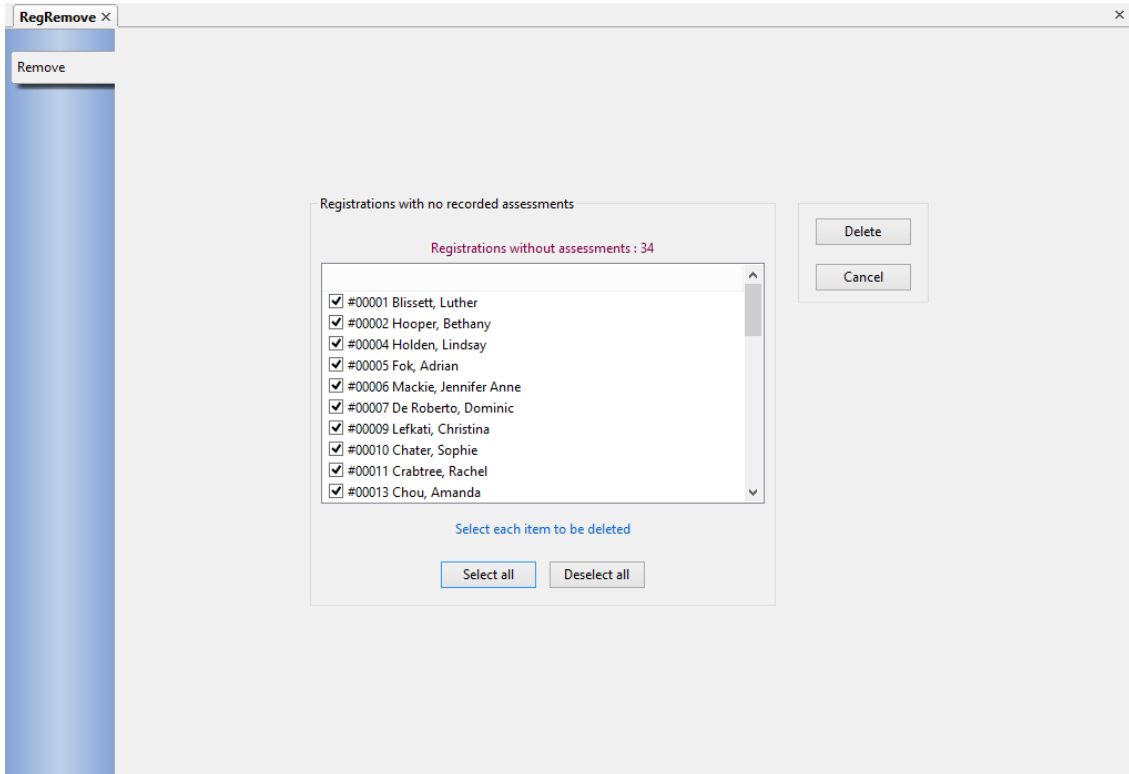 RegRemove
Remove
Registrations with no recorded assessments
Registrations without assessments : 34
#00001 Blissett, Luther
#00002 Hooper, Bethany
#00004 Holden, Lindsay
#00005 Fok, Adrian
#00006 Mackie, Jennifer Anne
#00007 De Roberto, Dominic
#00009 Lefkati, Christina
#00010 Chater, Sophie
#00011 Crabtree, Rachel
#00013 Chou, Amanda
Select each item to be deleted
Select all
Deselect all
Delete
Cancel